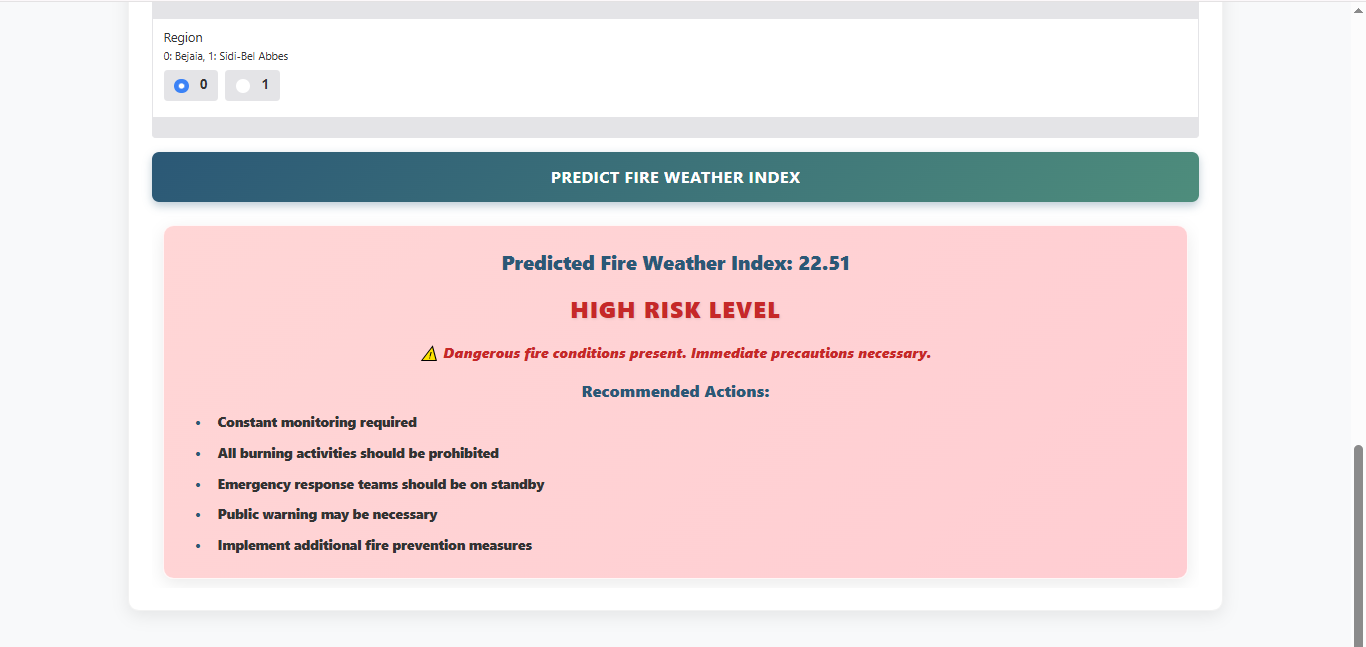 Region
0: Bejaia, 1: Sidi-Bel Abbes
0 1
PREDICT FIRE WEATHER INDEX
Predicted Fire Weather Index: 22.51
HIGH RISK LEVEL
⚠ Dangerous fire conditions present. Immediate precautions necessary.
Recommended Actions:
• Constant monitoring required
• All burning activities should be prohibited
• Emergency response teams should be on standby
• Public warning may be necessary
• Implement additional fire prevention measures